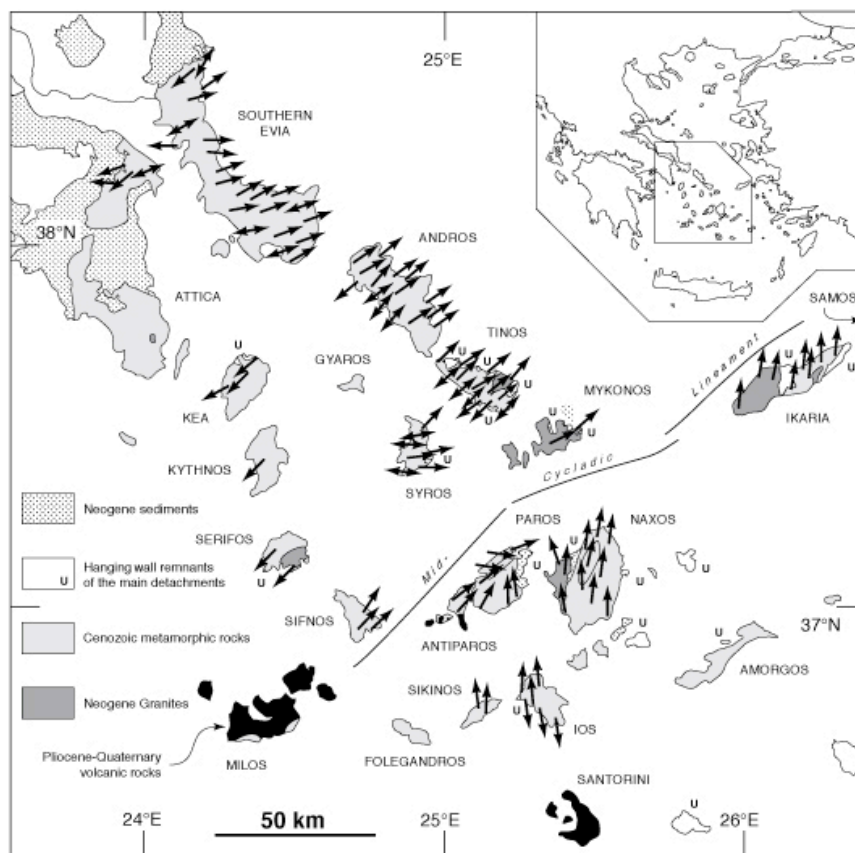 25°E
SOUTHERN
EVIA
38°N
ANDROS
ATTICA
SAMOS
TINOS
U
U
U
U
GYAROS
Lineament
U
MYKONOS
U
U
U
KEA
IKARIA
U
Cycladic
KYTHNOS
SYROS
Neogene sediments
PAROS
NAXOS
SERIFOS
Mid-
U
U
Hanging wall remnants
U of the main detachments
U
U
U
SIFNOS
37°N
ANTIPAROS
U
U
Cenozoic metamorphic rocks
AMORGOS
SIKINOS
U
Neogene Granites
IOS
Pliocene-Quaternary
volcanic rocks
MILOS
FOLEGANDROS
SANTORINI
U
24°E
50 km
25°E
26°E